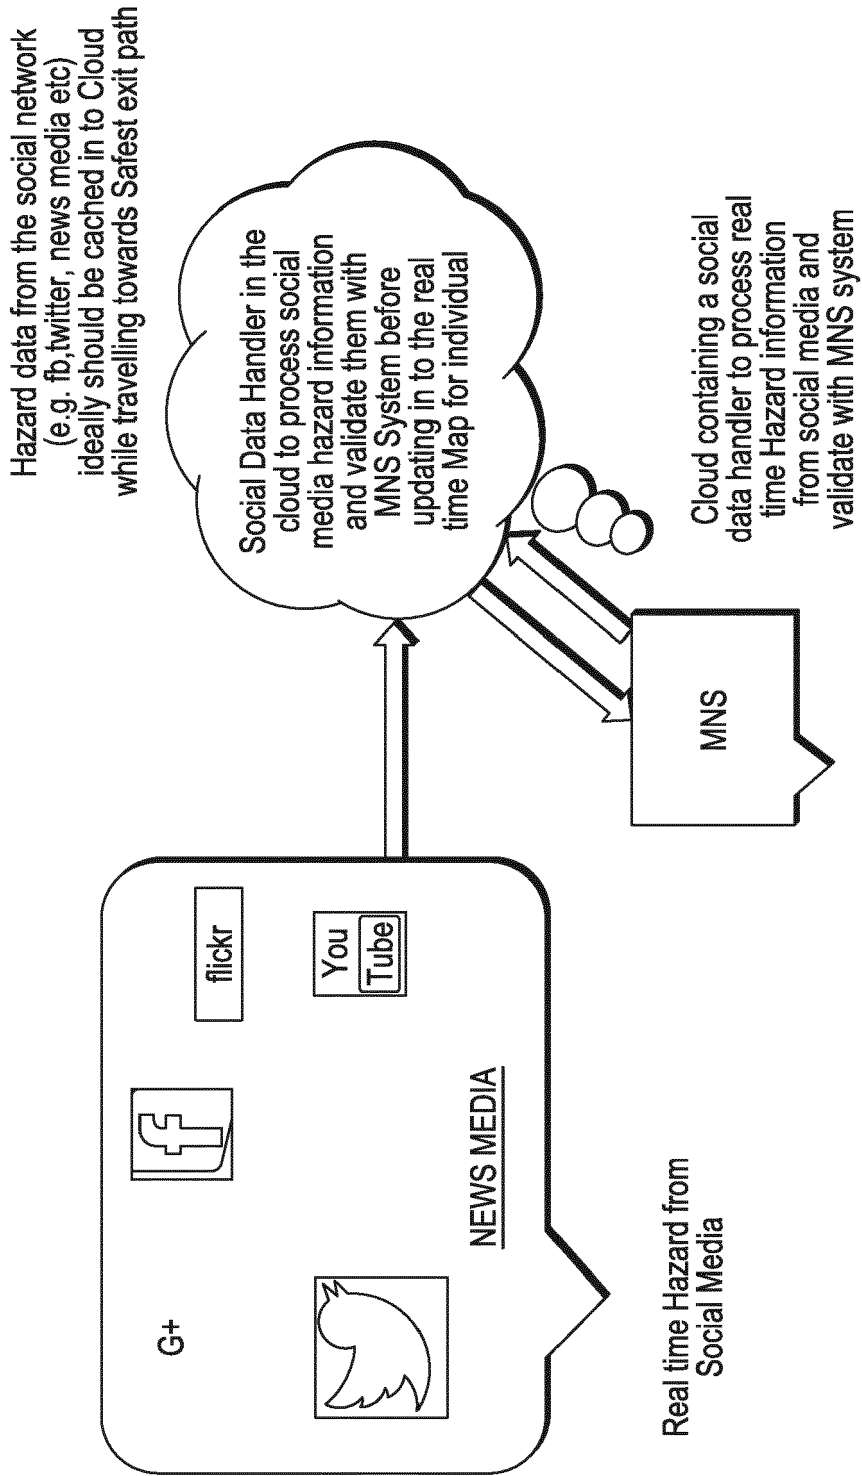 Hazard data from the social network
(e.g. fb,twitter, news media etc)
ideally should be cached in to Cloud
while travelling towards Safest exit path
G+
f
flickr
You
Tube
NEWS MEDIA
Real time Hazard from
Social Media
Social Data Handler in the
cloud to process social
media hazard information
and validate them with
MNS System before
updating in to the real
time Map for individual
MNS
Cloud containing a social
data handler to process real
time Hazard information
from social media and
validate with MNS system